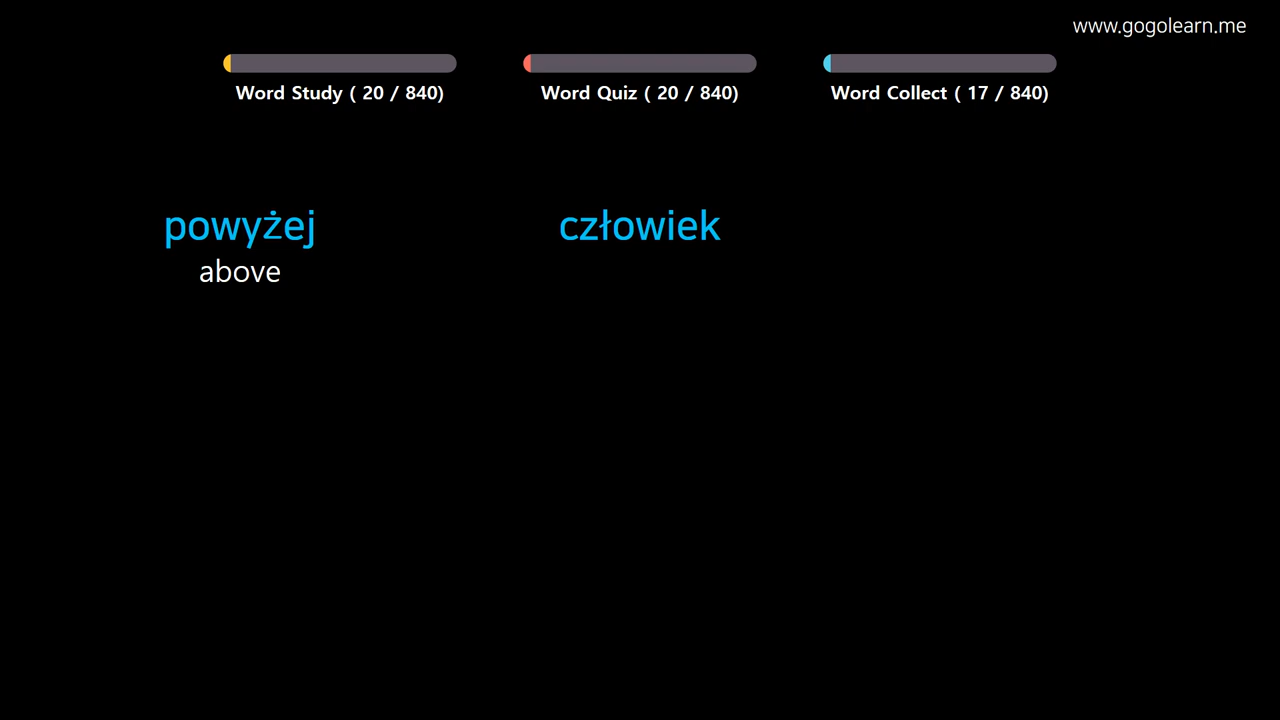 www.gogolearn.me
Word Study ( 20 / 840)
Word Quiz ( 20 / 840)
Word Collect ( 17 / 840)
powyżej
człowiek
above